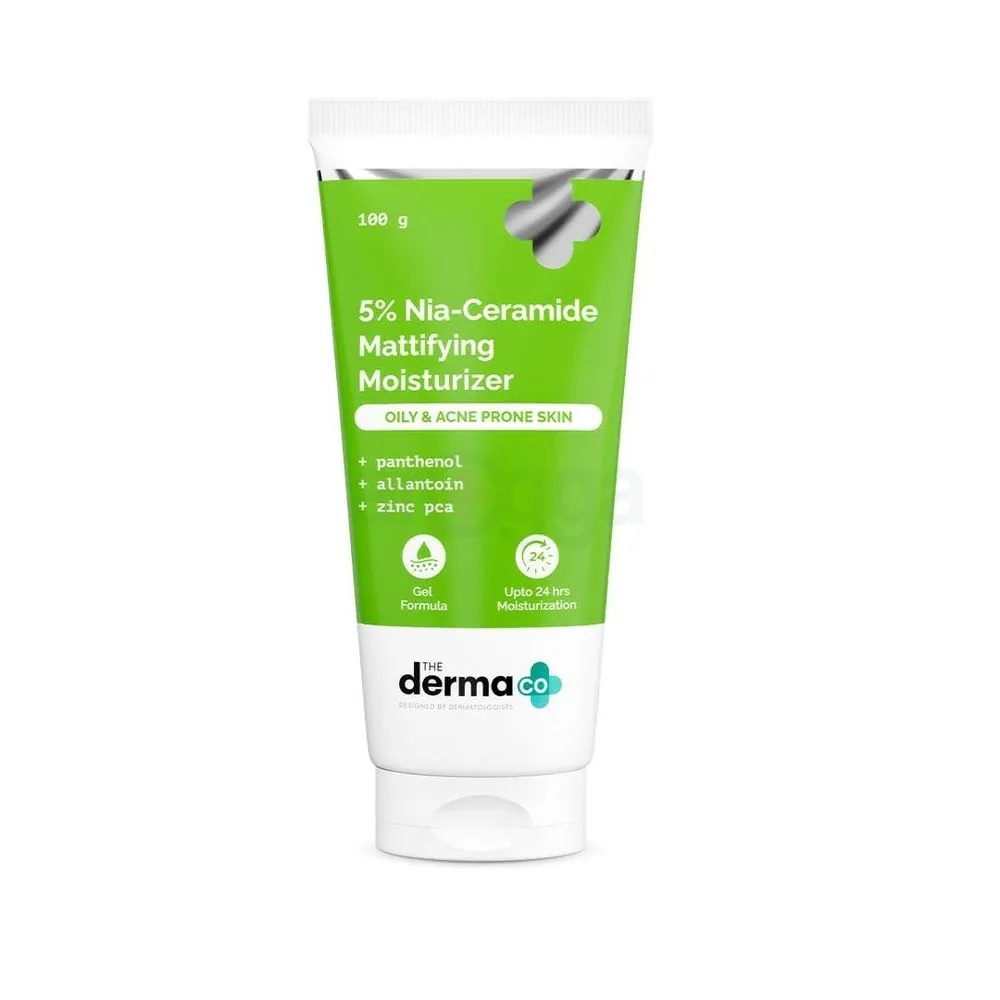 100 g
5% Nia-Ceramide
Mattifying
Moisturizer
OILY & ACNE PRONE SKIN
+ panthenol
+ allantoin
+ zinc pca
24
Gel
Formula
Upto 24 hrs
Moisturization
THE
derma co
DESIGNED BY DERMATOLOGISTS